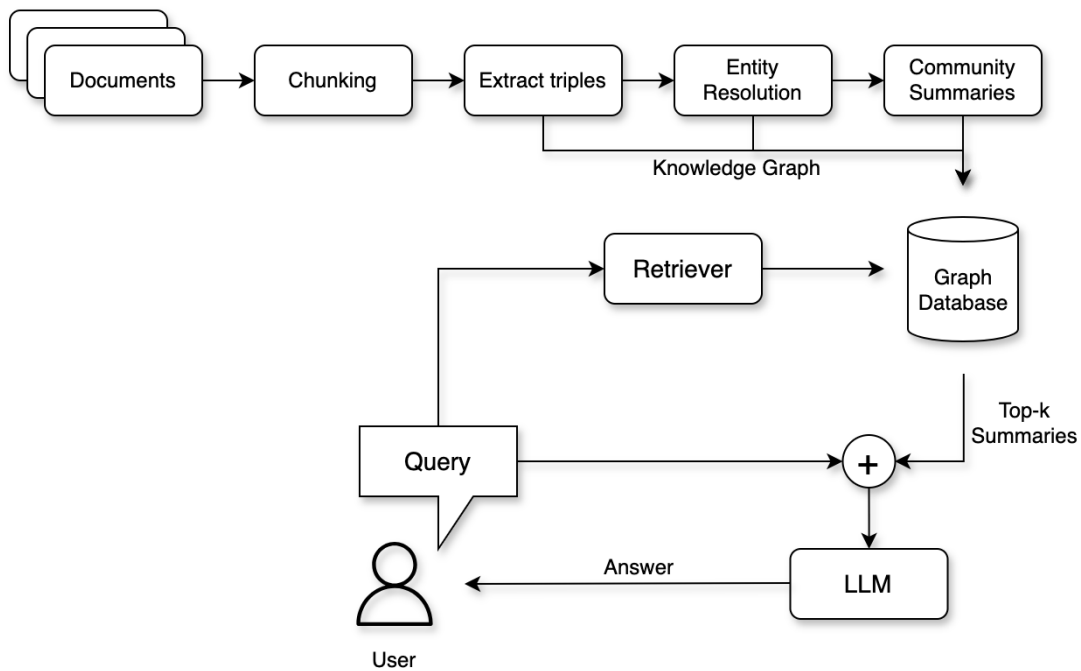 Documents
Chunking
Extract triples
Entity
Resolution
Community
Summaries
Knowledge Graph
Retriever
Graph
Database
Top-k
Summaries
Query
+
Answer
LLM
User